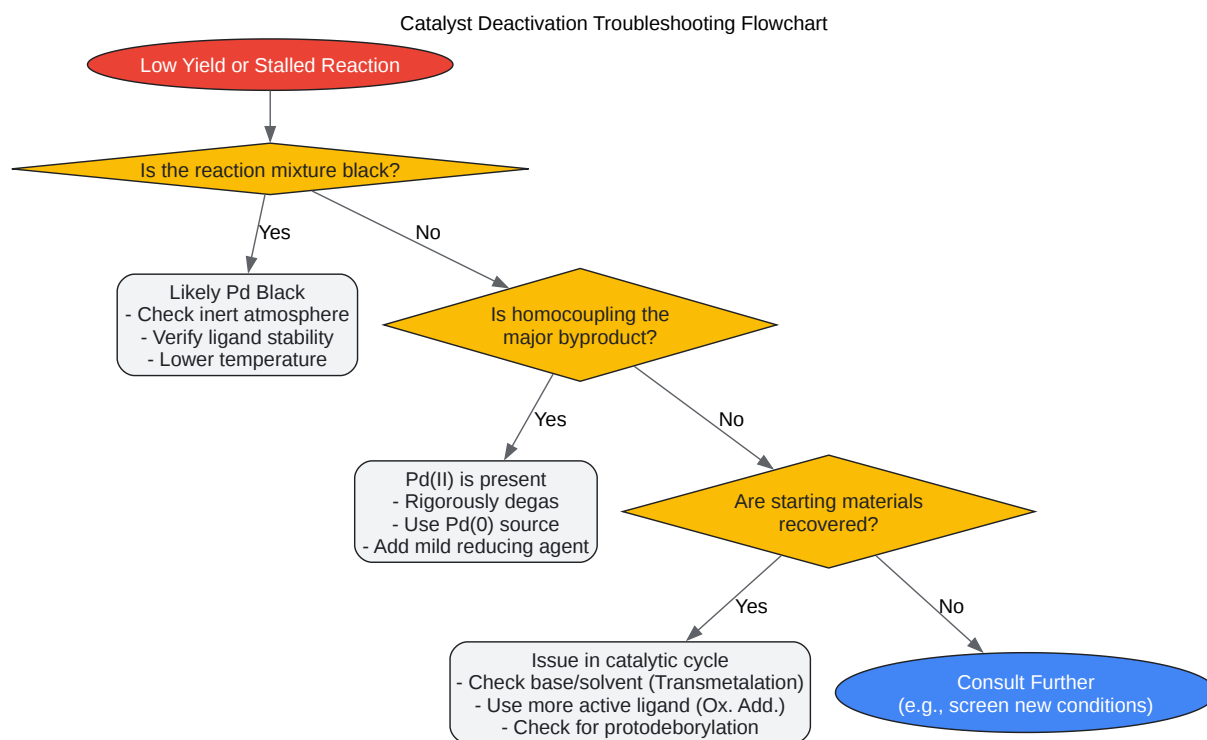 Catalyst Deactivation Troubleshooting Flowchart
Low Yield or Stalled Reaction
Is the reaction mixture black?
Yes
No
Likely Pd Black
- Check inert atmosphere
- Verify ligand stability
- Lower temperature
Is homocoupling the
major byproduct?
Yes
No
Pd(II) is present
- Rigorously degas
- Use Pd(0) source
- Add mild reducing agent
Are starting materials
recovered?
Yes
No
Issue in catalytic cycle
- Check base/solvent (Transmetalation)
- Use more active ligand (Ox. Add.)
- Check for protodeborylation
Consult Further
(e.g., screen new conditions)